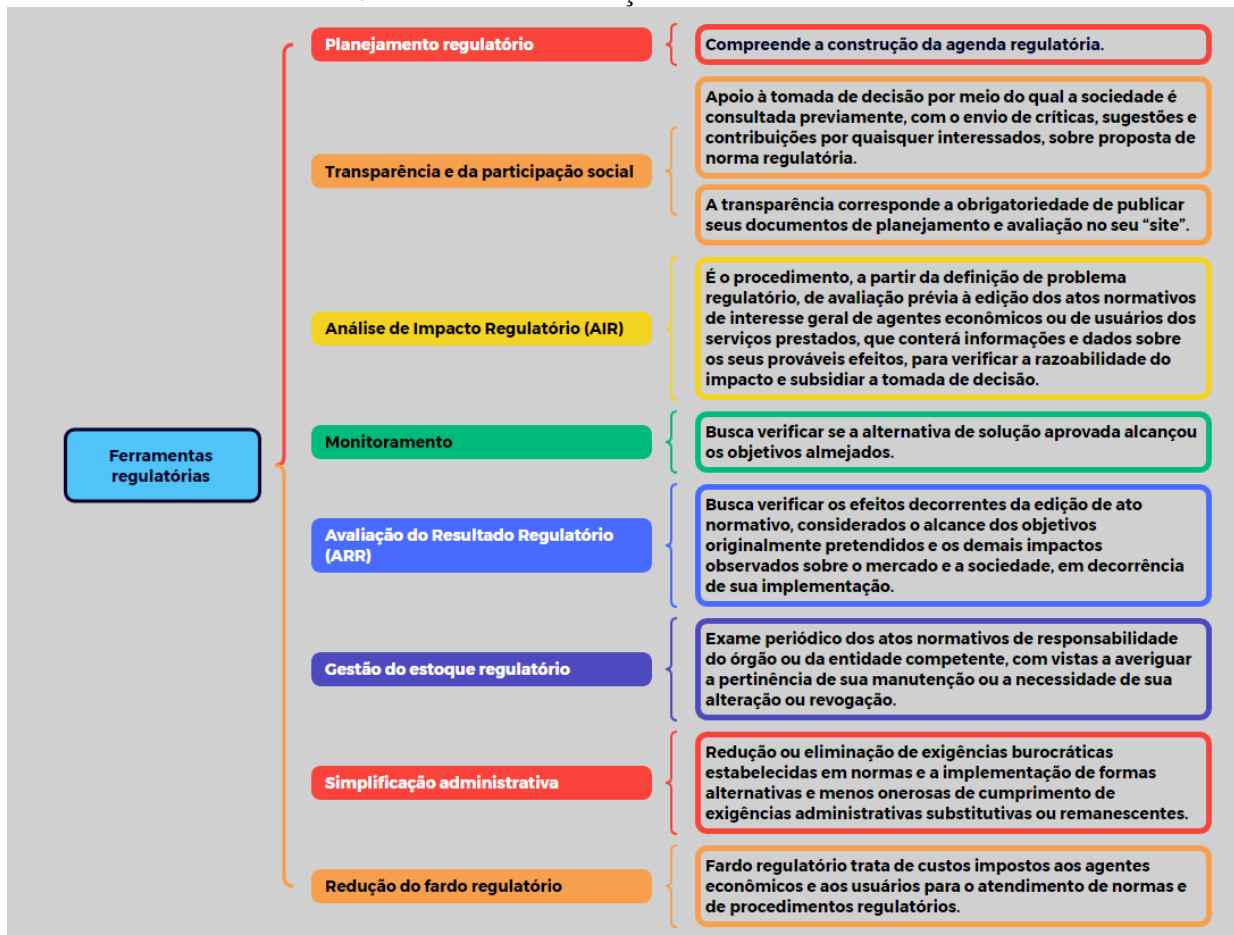 Planejamento regulatório
Compreende a construção da agenda regulatória.
Transparência e da participação social
Apoio à tomada de decisão por meio do qual a sociedade é
consultada previamente, com o envio de críticas, sugestões e
contribuições por quaisquer interessados, sobre proposta de
norma regulatória.
A transparência corresponde a obrigatoriedade de publicar
seus documentos de planejamento e avaliação no seu “site”.
Análise de Impacto Regulatório (AIR)
É o procedimento, a partir da definição de problema
regulatório, de avaliação prévia à edição dos atos normativos
de interesse geral de agentes econômicos ou de usuários dos
serviços prestados, que conterá informações e dados sobre
os seus prováveis efeitos, para verificar a razoabilidade do
impacto e subsidiar a tomada de decisão.
Ferramentas
regulatórias
Monitoramento
Busca verificar se a alternativa de solução aprovada alcançou
os objetivos almejados.
Avaliação do Resultado Regulatório
(ARR)
Busca verificar os efeitos decorrentes da edição de ato
normativo, considerados o alcance dos objetivos
originalmente pretendidos e os demais impactos
observados sobre o mercado e a sociedade, em decorrência
de sua implementação.
Gestão do estoque regulatório
Exame periódico dos atos normativos de responsabilidade
do órgão ou da entidade competente, com vistas a averiguar
a pertinência de sua manutenção ou a necessidade de sua
alteração ou revogação.
Simplificação administrativa
Redução ou eliminação de exigências burocráticas
estabelecidas em normas e a implementação de formas
alternativas e menos onerosas de cumprimento de
exigências administrativas substitutivas ou remanescentes.
Redução do fardo regulatório
Fardo regulatório trata de custos impostos aos agentes
econômicos e aos usuários para o atendimento de normas e
de procedimentos regulatórios.